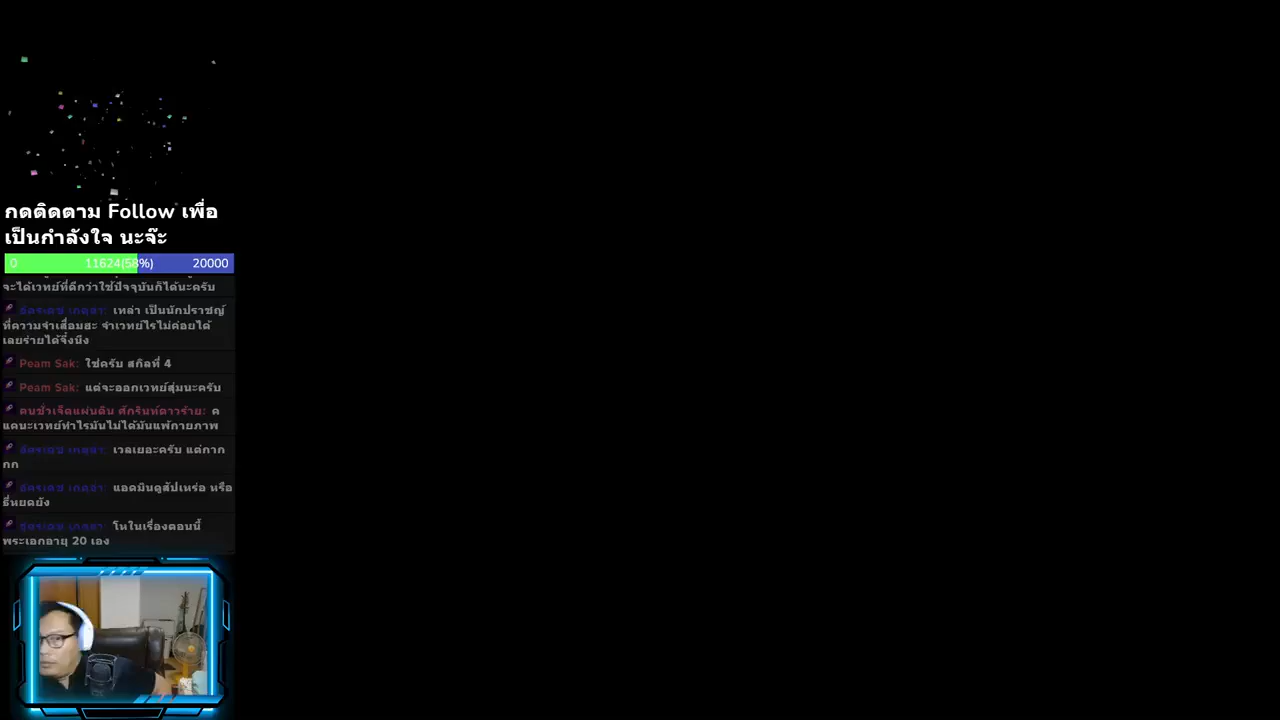 กดติดตาม Follow เพื่อ
เป็นกำลังใจ นะจ๊ะ
0 11624(58%) 20000
จะได้เวทย์ที่ดีกว่าใช้ปัจจุบันก็ได้นะครับ
เหล่า เป็นนักปราชญ์
ที่ความจำเสื่อมฮะ จำเวทย์ไรไม่ค่อยได้
เลยร่ายได้จึ๋งนึง
Peam Sak: ใช่ครับ สกิลที่ 4
Peam Sak: แต่จะออกเวทย์สุ่มนะครับ
คนชั่วเจ็ดแผ่นดิน ศักรินท์ดาวร้าย: ค
แคนะเวทย์ทำไรมันไม่ได้มันแพ้กายภาพ
เวลเยอะครับ แต่กาก
กก
แอดมินดูสัปเหร่อ หรือ
ธี่หยดยัง
โหในเรื่องตอนนี้
พระเอกอายุ 20 เอง